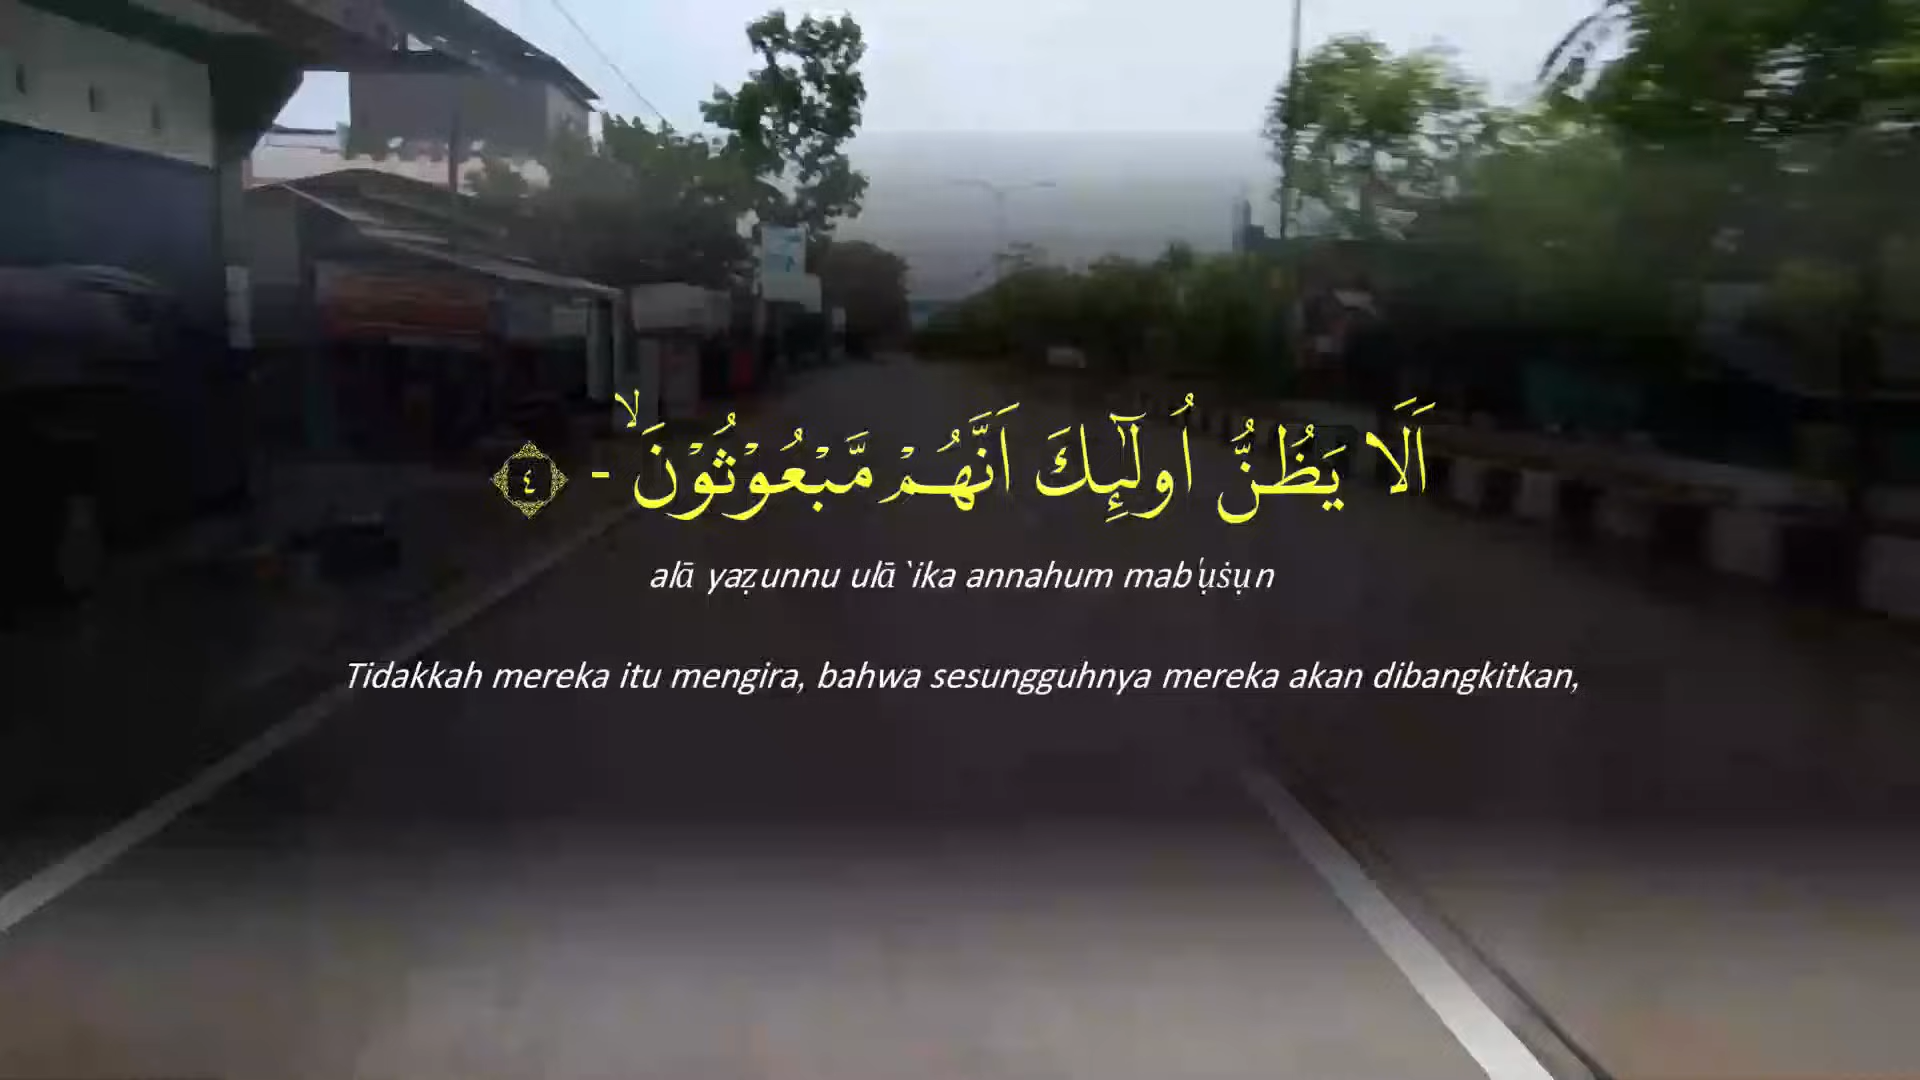 اَلَا يَظُنُّ اُولٰۤىِٕكَ اَنَّهُمْ مَّبْعُوْثُوْنَۙ - ٤
alā yaẓunnu ulā`ika annahum mab'ụṡụn
Tidakkah mereka itu mengira, bahwa sesungguhnya mereka akan dibangkitkan,